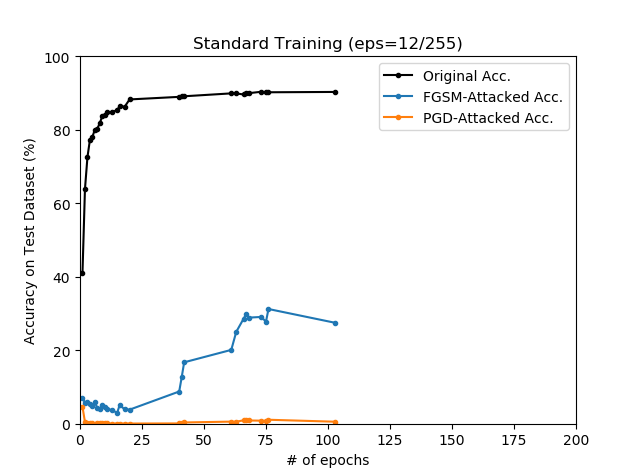 Standard Training (eps=12/255)
Original Acc.
FGSM-Attacked Acc.
PGD-Attacked Acc.
Accuracy on Test Dataset (%)
100
80
60
40
20
0
0 25 50 75 100 125 150 175 200
# of epochs